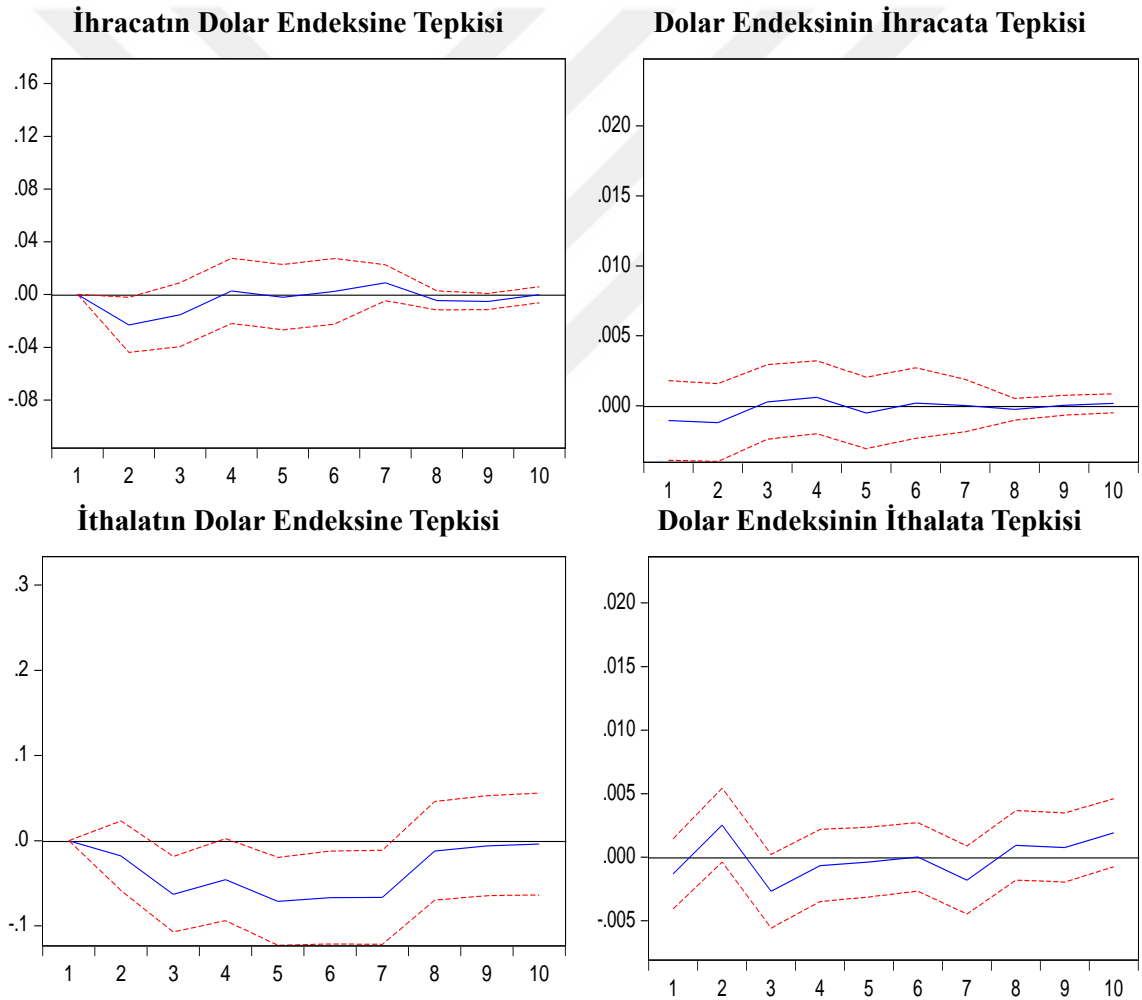 İhracatın Dolar Endeksine Tepkisi
Dolar Endeksinin İhracata Tepkisi
.16
.12
.08
.04
.00
-.04
-.08
1 2 3 4 5 6 7 8 9 10
.020
.015
.010
.005
.000
1 2 3 4 5 6 7 8 9 10
İthalatın Dolar Endeksine Tepkisi
Dolar Endeksinin İthalata Tepkisi
.3
.2
.1
.0
-.1
1 2 3 4 5 6 7 8 9 10
.020
.015
.010
.005
.000
-.005
1 2 3 4 5 6 7 8 9 10